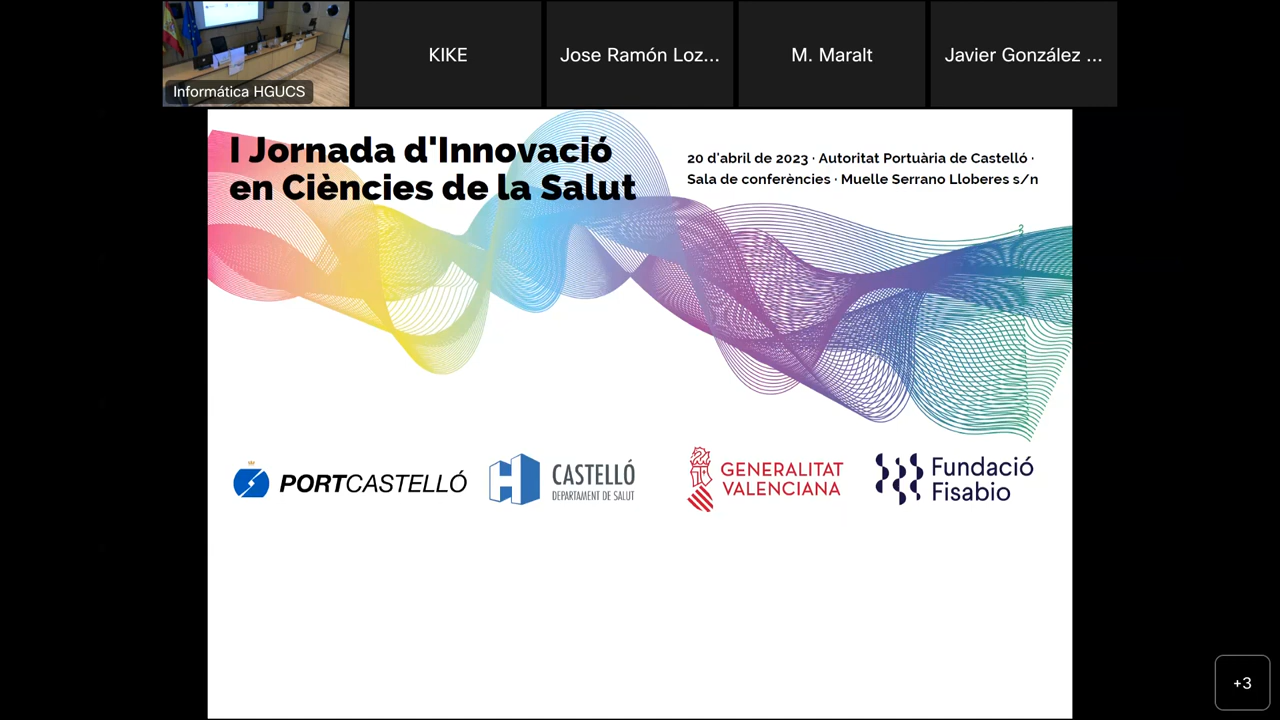 Informática HGUCS
KIKE
Jose Ramón Loz...
M. Maralt
Javier González ...
I Jornada d'Innovació
en Ciències de la Salut
20 d'abril de 2023 · Autoritat Portuària de Castelló ·
Sala de conferències · Muelle Serrano Lloberes s/n
PORTCASTELLÓ
CASTELLÓ
DEPARTAMENT DE SALUT
GENERALITAT
VALENCIANA
Fundació
Fisabio
+3